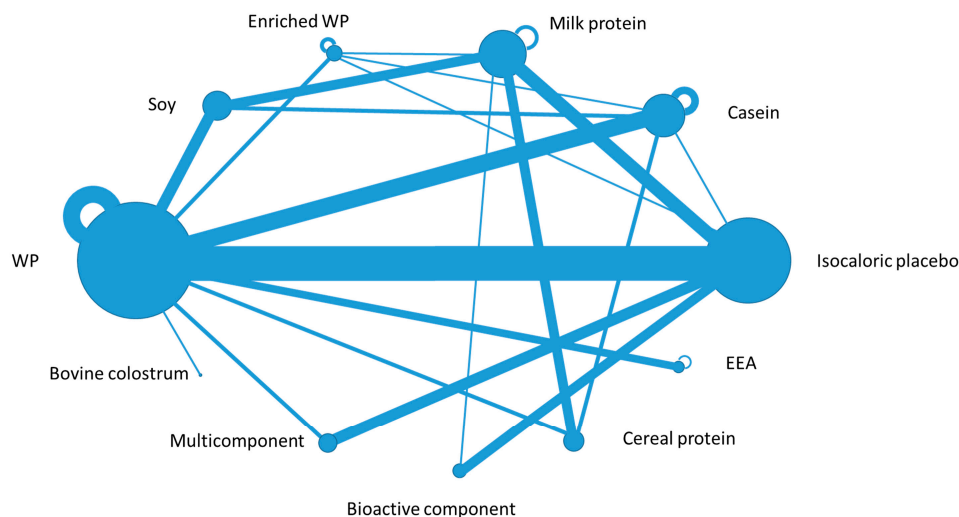 Enriched WP
Milk protein
Soy
Casein
WP
Isocaloric placebo
Bovine colostrum
EEA
Multicomponent
Cereal protein
Bioactive component